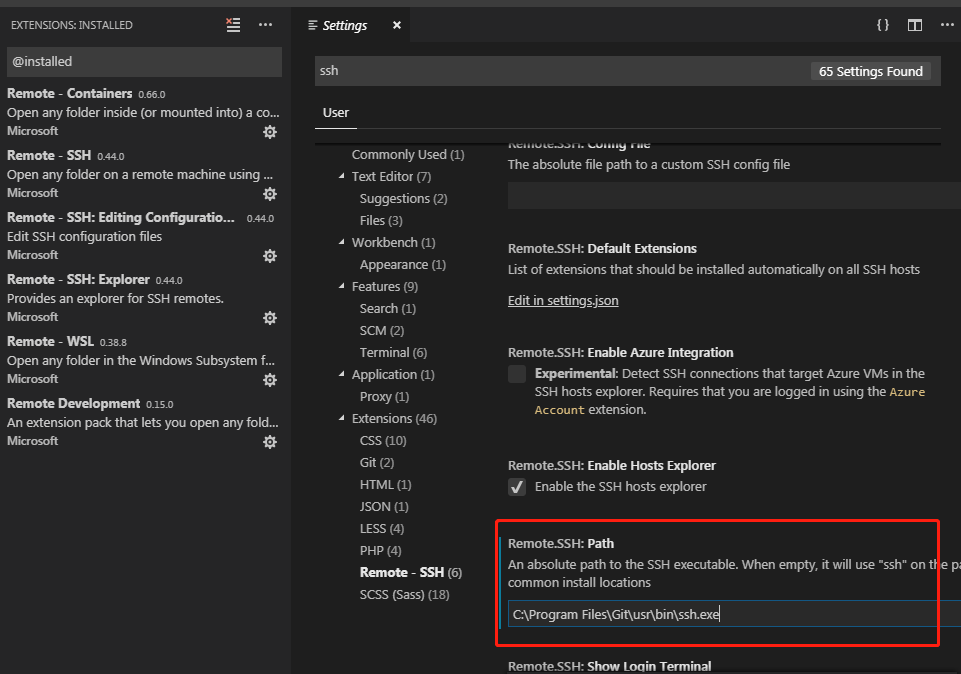 EXTENSIONS: INSTALLED
@installed
Remote - Containers 0.66.0
Open any folder inside (or mounted into) a co...
Microsoft
Remote - SSH 0.44.0
Open any folder on a remote machine using ...
Microsoft
Remote - SSH: Editing Configuratio... 0.44.0
Edit SSH configuration files
Microsoft
Remote - SSH: Explorer 0.44.0
Provides an explorer for SSH remotes.
Microsoft
Remote - WSL 0.38.8
Open any folder in the Windows Subsystem f...
Microsoft
Remote Development 0.15.0
An extension pack that lets you open any fold...
Microsoft
Settings
ssh
65 Settings Found
User
Commonly Used (1)
Text Editor (7)
Suggestions (2)
Files (3)
Workbench (1)
Appearance (1)
Features (9)
Search (1)
SCM (2)
Terminal (6)
Application (1)
Proxy (1)
Extensions (46)
CSS (10)
Git (2)
HTML (1)
JSON (1)
LESS (4)
PHP (4)
Remote - SSH (6)
SCSS (Sass) (18)
Remote.SSH: Config File
The absolute file path to a custom SSH config file
Remote.SSH: Default Extensions
List of extensions that should be installed automatically on all SSH hosts
Edit in settings.json
Remote.SSH: Enable Azure Integration
Experimental: Detect SSH connections that target Azure VMs in the
SSH hosts explorer. Requires that you are logged in using the Azure
Account extension.
Remote.SSH: Enable Hosts Explorer
Enable the SSH hosts explorer
Remote.SSH: Path
An absolute path to the SSH executable. When empty, it will use "ssh" on the pa
common install locations
C:\Program Files\Git\usr\bin\ssh.exe
Remote.SSH: Show Login Terminal